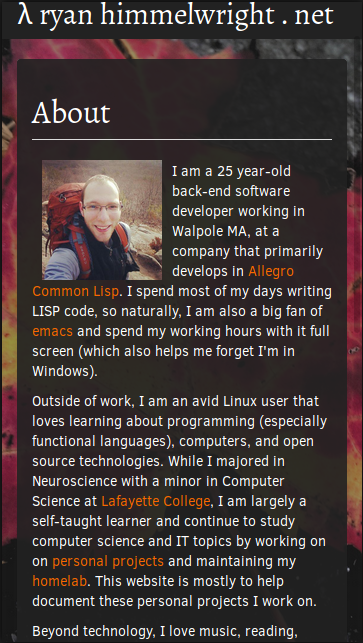 λ ryan himmelwright . net
About
I am a 25 year-old
back-end software
developer working in
Walpole MA, at a
company that primarily
develops in Allegro
Common Lisp. I spend most of my days writing
LISP code, so naturally, I am also a big fan of
emacs and spend my working hours with it full
screen (which also helps me forget I'm in
Windows).
Outside of work, I am an avid Linux user that
loves learning about programming (especially
functional languages), computers, and open
source technologies. While I majored in
Neuroscience with a minor in Computer
Science at Lafayette College, I am largely a
self-taught learner and continue to study
computer science and IT topics by working on
on personal projects and maintaining my
homelab. This website is mostly to help
document these personal projects I work on.
Beyond technology, I love music, reading,